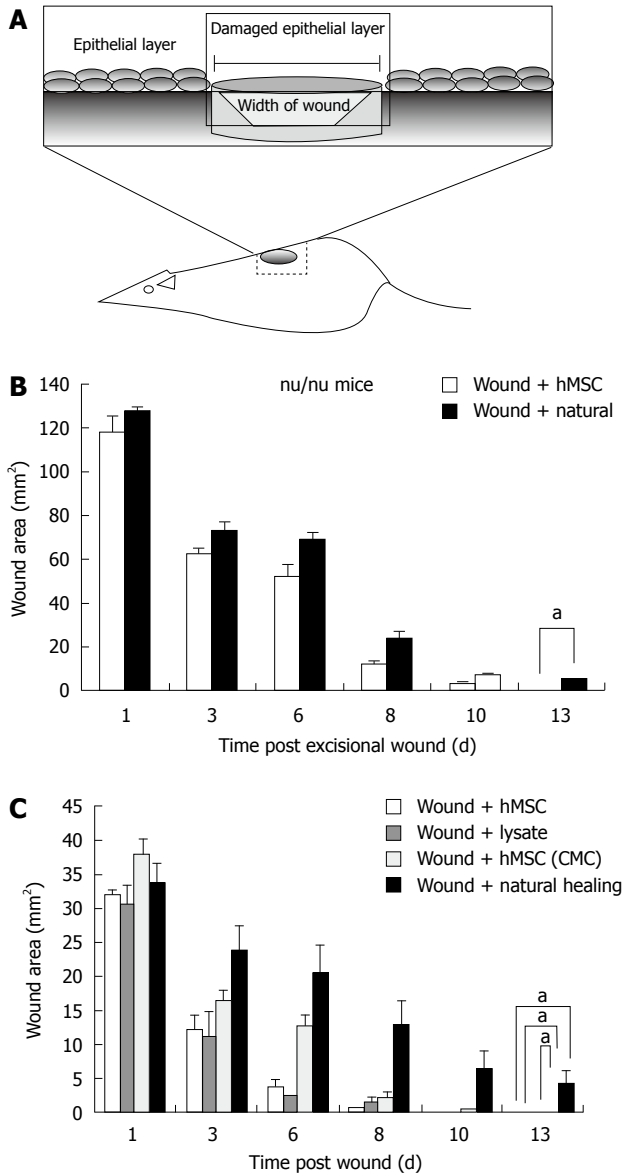 A
Epithelial layer
Damaged epithelial layer
Width of wound
B
nu/nu mice
Wound + hMSC
Wound + natural
Wound area (mm²)
140
120
100
80
60
40
20
0
a
1 3 6 8 10 13
Time post excisional wound (d)
C
Wound + hMSC
Wound + lysate
Wound + hMSC (CMC)
Wound + natural healing
Wound area (mm²)
45
40
35
30
25
20
15
10
5
0
a
a
a
1 3 6 8 10 13
Time post wound (d)